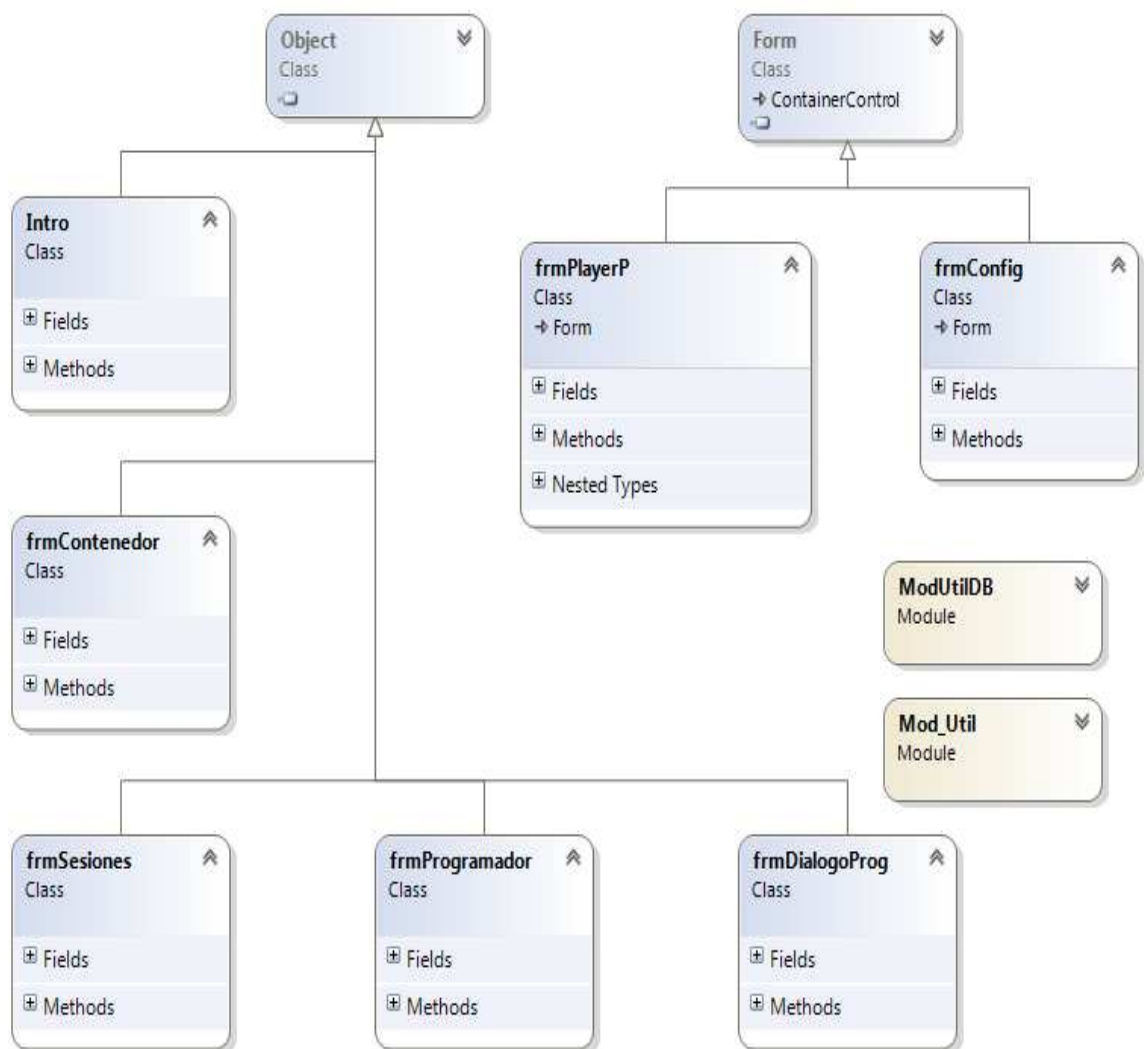 Object
Class
Form
Class
ContainerControl
Intro
Class
Fields
Methods
frmPlayerP
Class
Form
Fields
Methods
Nested Types
frmConfig
Class
Form
Fields
Methods
frmContenedor
Class
Fields
Methods
ModUtilDB
Module
Mod_Util
Module
frmSesiones
Class
Fields
Methods
frmProgramador
Class
Fields
Methods
frmDialogoProg
Class
Fields
Methods